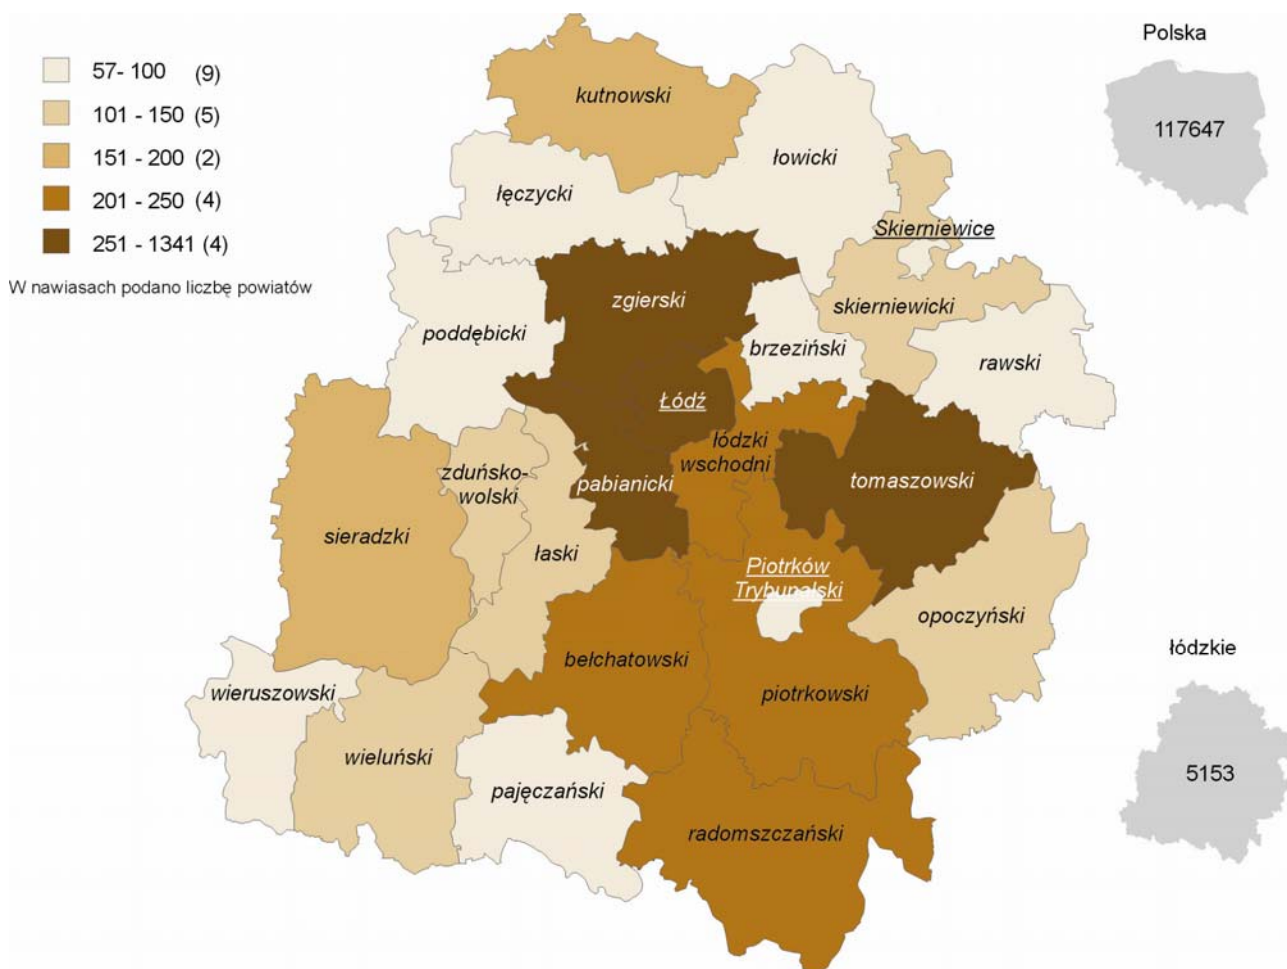 57- 100 (9)
101 - 150 (5)
151 - 200 (2)
201 - 250 (4)
251 - 1341 (4)
W nawiasach podano liczbę powiatów
Polska
117647
kutnowski
łowicki
łęczycki
Skierniewice
zgierski
skierniewicki
poddębicki
brzeziński
rawski
Łódź
łódzki
wschodni
zduńsko-
wolski
pabianicki
tomaszowski
sieradzki
łaski
Piotrków
Trybunalski
opoczyński
bełchatowski
piotrkowski
wieruszowski
wieluński
pajęczański
radomszczański
łódzkie
5153